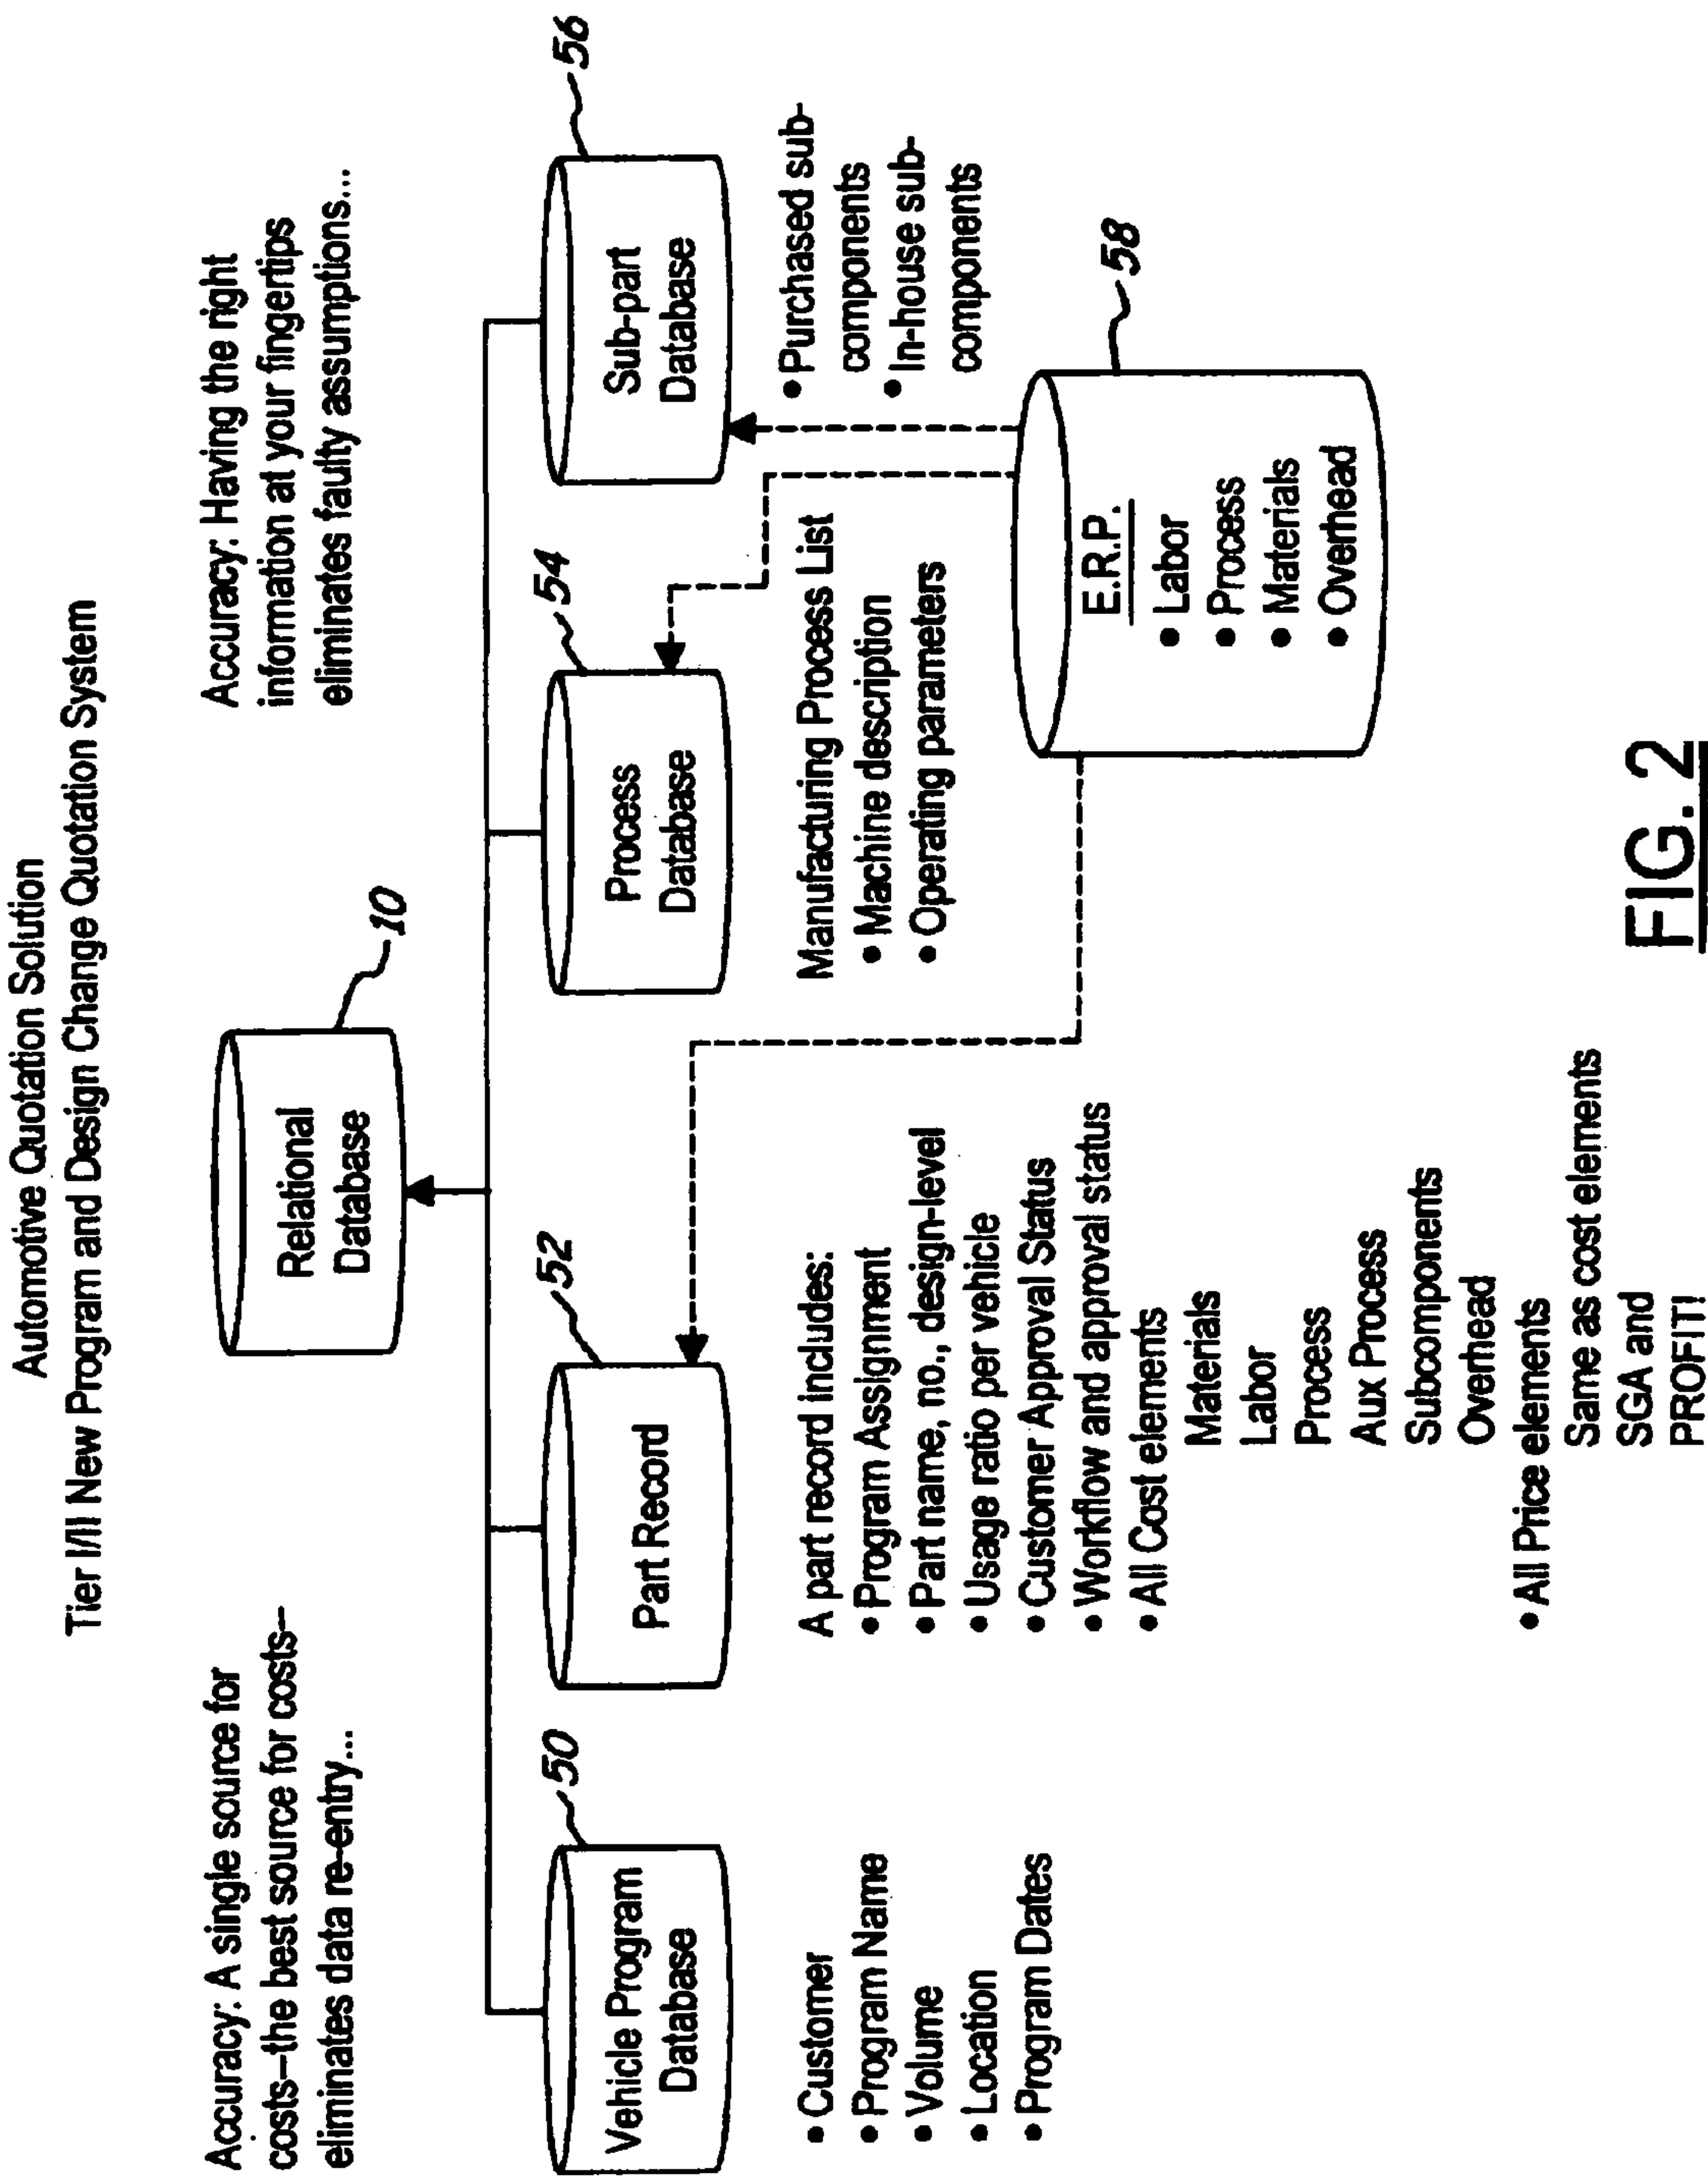 Automotive Quotation Solution
Tier I/II New Program and Design Change Quotation System
Accuracy: A single source for
costs–the best source for costs–
eliminates data re-entry...
Accuracy: Having the right
information at your fingertips
eliminates faulty assumptions...
Relational
Database
10
Vehicle Program
Database
50
• Customer
• Program Name
• Volume
• Location
• Program Dates
Part Record
52
A part record includes:
• Program Assignment
• Part name, no., design-level
• Usage ratio per vehicle
• Customer Approval Status
• Workflow and approval status
• All Cost elements
Materials
Labor
Process
Aux Process
Subcomponents
Overhead
• All Price elements
Same as cost elements
SGA and
PROFIT!
Process
Database
54
Manufacturing Process List
• Machine description
• Operating parameters
Sub-part
Database
56
• Purchased sub-
components
• In-house sub-
components
E.R.P.
• Labor
• Process
• Materials
• Overhead
58
FIG. 2